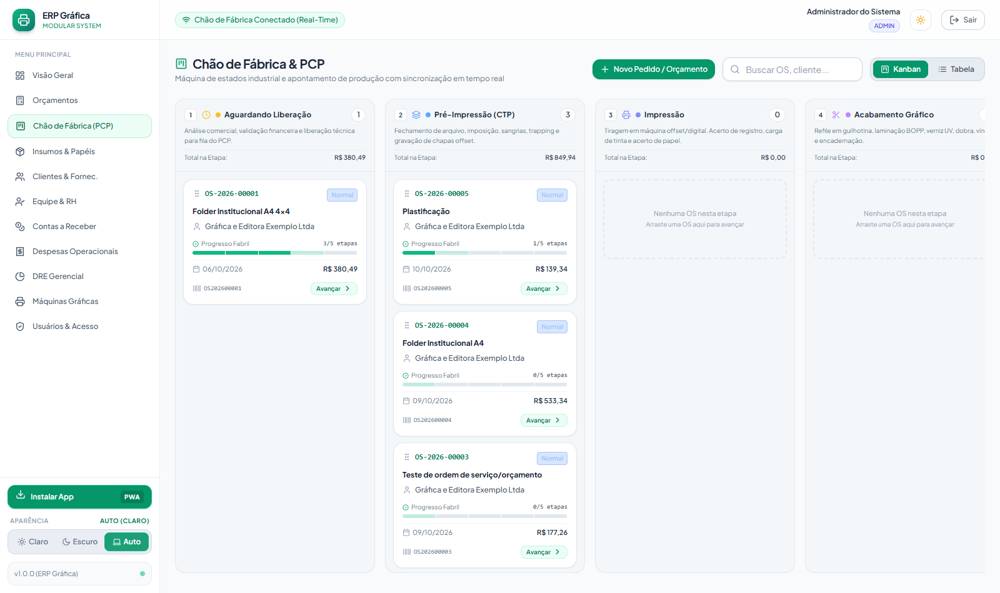 ERP Gráfica
MODULAR SYSTEM
MENU PRINCIPAL
Visão Geral
Orçamentos
Chão de Fábrica (PCP)
Insumos & Papéis
Clientes & Fornec.
Equipe & RH
Contas a Receber
Despesas Operacionais
DRE Gerencial
Máquinas Gráficas
Usuários & Acesso
Instalar App PWA
APARÊNCIA AUTO (CLARO)
Claro Escuro Auto
v1.0.0 (ERP Gráfica)
Chão de Fábrica Conectado (Real-Time)
Administrador do Sistema
ADMIN
Sair
Chão de Fábrica & PCP
Máquina de estados industrial e apontamento de produção com sincronização em tempo real
Novo Pedido / Orçamento
Buscar OS, cliente...
Kanban Tabela
1 Aguardando Liberação 1
Análise comercial, validação financeira e liberação técnica
para fila do PCP.
Total na Etapa: R$ 380,49
OS-2026-00001 Normal
Folder Institucional A4 4×4
Gráfica e Editora Exemplo Ltda
Progresso Fabril 3/5 etapas
06/10/2026 R$ 380,49
OS202600001 Avançar
2 Pré-Impressão (CTP) 3
Fechamento de arquivo, imposição, sangrias, trapping e
gravação de chapas offset.
Total na Etapa: R$ 849,94
OS-2026-00005 Normal
Plastificação
Gráfica e Editora Exemplo Ltda
Progresso Fabril 1/5 etapas
10/10/2026 R$ 139,34
OS202600005 Avançar
OS-2026-00004 Normal
Folder Institucional A4
Gráfica e Editora Exemplo Ltda
Progresso Fabril 0/5 etapas
09/10/2026 R$ 533,34
OS202600004 Avançar
OS-2026-00003 Normal
Teste de ordem de serviço/orçamento
Gráfica e Editora Exemplo Ltda
Progresso Fabril 0/5 etapas
09/10/2026 R$ 177,26
OS202600003 Avançar
3 Impressão 0
Tiragem em máquina offset/digital. Acerto de registro, carga
de tinta e acerto de papel.
Total na Etapa: R$ 0,00
Nenhuma OS nesta etapa
Arraste uma OS aqui para avançar
4 Acabamento Gráfico
Refile em guilhotina, laminação BOPP, verniz UV, dobra,
e encadernação.
Total na Etapa: R$ 0
Nenhuma OS nesta etapa
Arraste uma OS aqui para avançar